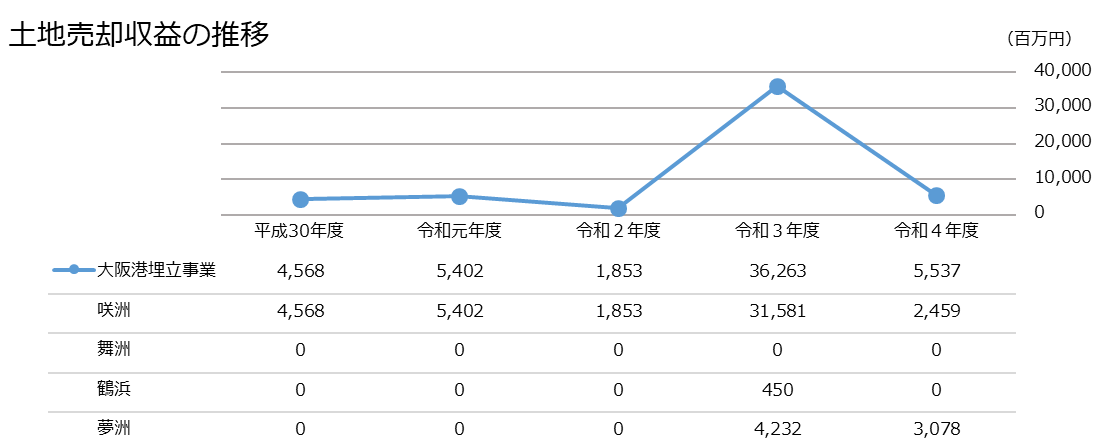 土地売却収益の推移
（百万円）
40,000
30,000
20,000
10,000
0
平成30年度 令和元年度 令和２年度 令和３年度 令和４年度
大阪港埋立事業 4,568 5,402 1,853 36,263 5,537
咲洲 4,568 5,402 1,853 31,581 2,459
舞洲 0 0 0 0 0
鶴浜 0 0 0 450 0
夢洲 0 0 0 4,232 3,078